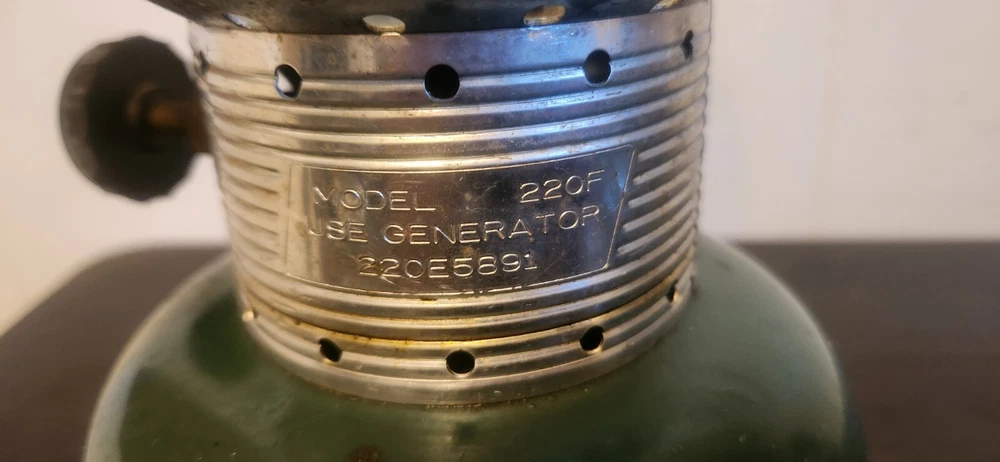 MODEL 220F
USE GENERATOR
220E5891